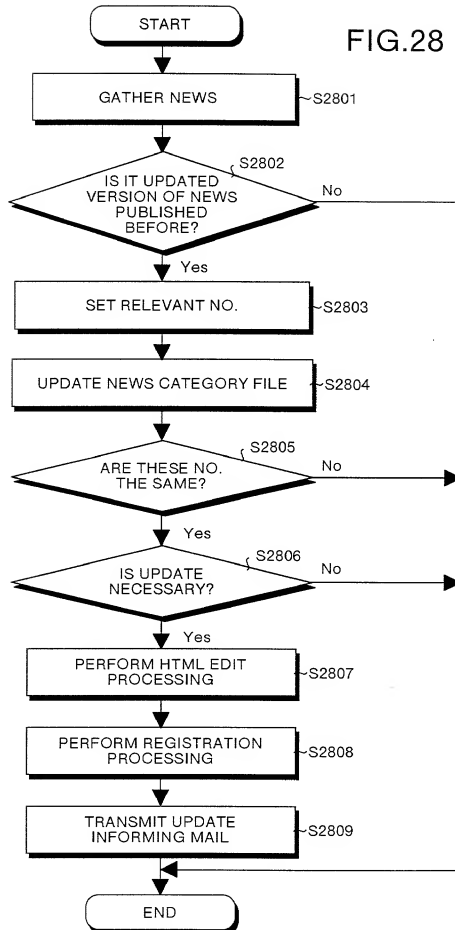 START
FIG.28
GATHER NEWS
S2801
S2802
IS IT UPDATED
VERSION OF NEWS
PUBLISHED
BEFORE?
No
Yes
SET RELEVANT NO.
S2803
UPDATE NEWS CATEGORY FILE
S2804
S2805
ARE THESE NO.
THE SAME?
No
Yes
S2806
IS UPDATE
NECESSARY?
No
Yes
PERFORM HTML EDIT
PROCESSING
S2807
PERFORM REGISTRATION
PROCESSING
S2808
TRANSMIT UPDATE
INFORMING MAIL
S2809
END